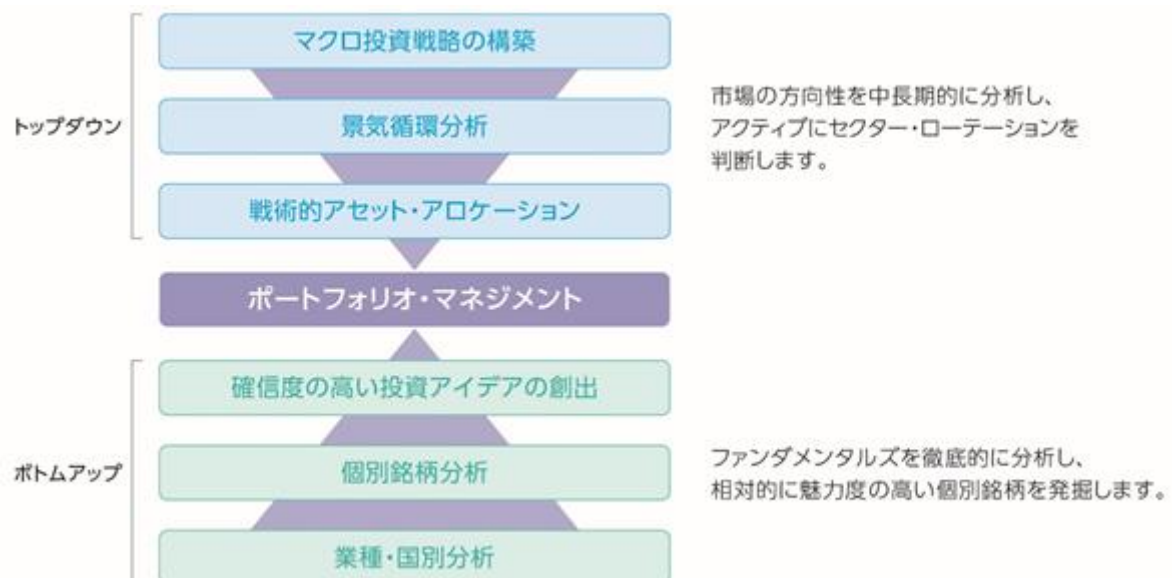 マクロ投資戦略の構築
トップダウン
景気循環分析
市場の方向性を中長期的に分析し、
アクティブにセクター・ローテーションを
判断します。
戦術的アセット・アロケーション
ポートフォリオ・マネジメント
確信度の高い投資アイデアの創出
ボトムアップ
個別銘柄分析
ファンダメンタルズを徹底的に分析し、
相対的に魅力度の高い個別銘柄を発掘します。
業種・国別分析